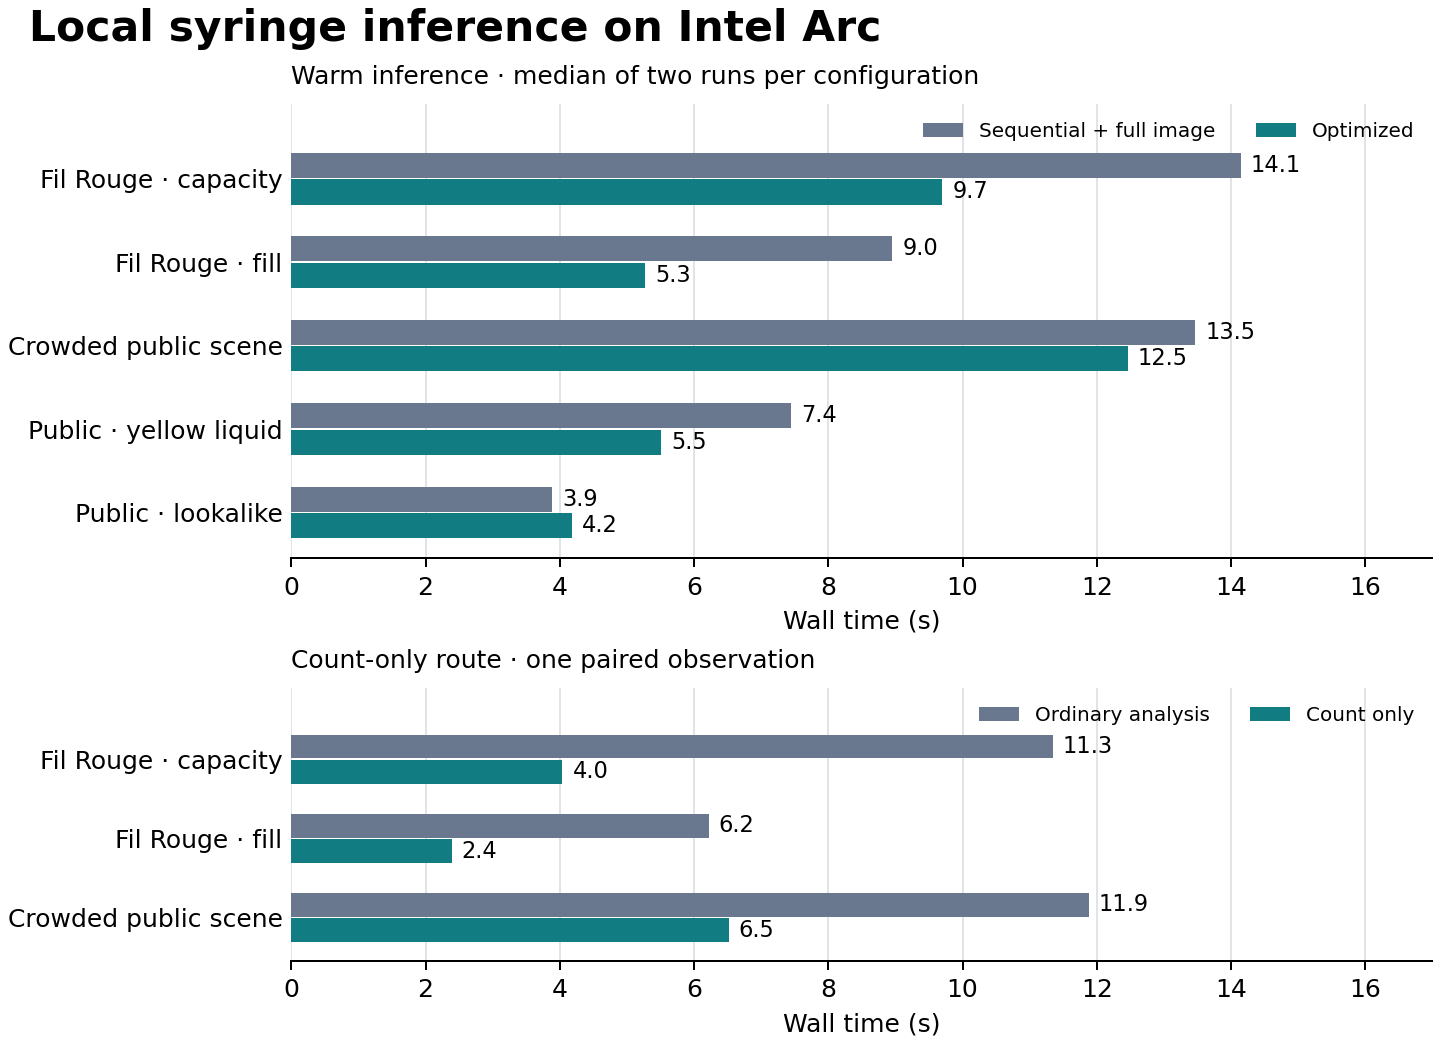 Local syringe inference on Intel Arc
Warm inference · median of two runs per configuration
Sequential + full image
Optimized
Fil Rouge · capacity
14.1
9.7
Fil Rouge · fill
9.0
5.3
Crowded public scene
13.5
12.5
Public · yellow liquid
7.4
5.5
Public · lookalike
3.9
4.2
0 2 4 6 8 10 12 14 16
Wall time (s)
Count-only route · one paired observation
Ordinary analysis
Count only
Fil Rouge · capacity
11.3
4.0
Fil Rouge · fill
6.2
2.4
Crowded public scene
11.9
6.5
0 2 4 6 8 10 12 14 16
Wall time (s)